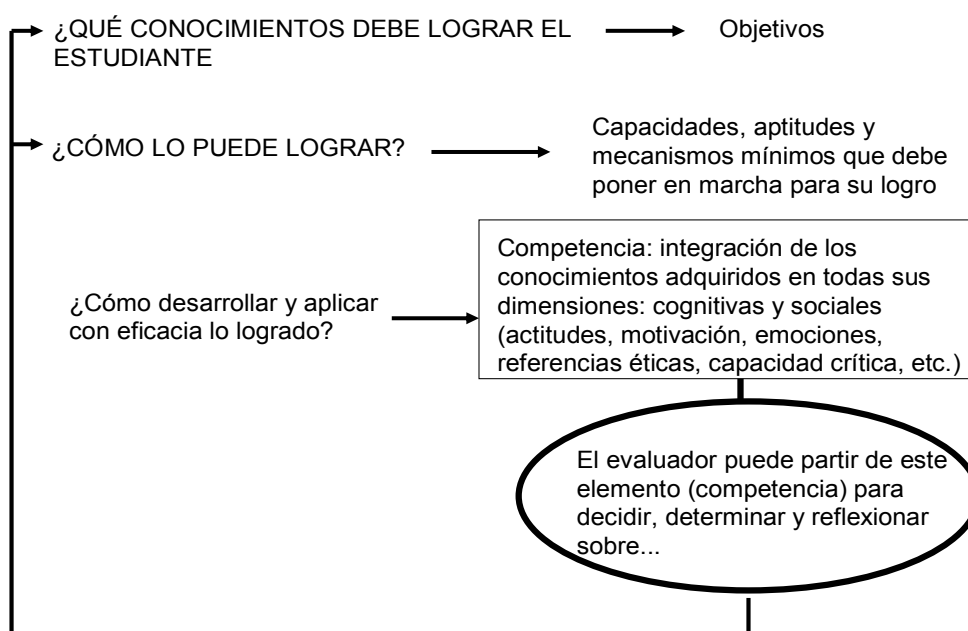 ¿QUÉ CONOCIMIENTOS DEBE LOGRAR EL
ESTUDIANTE
Objetivos
¿CÓMO LO PUEDE LOGRAR?
Capacidades, aptitudes y
mecanismos mínimos que debe
poner en marcha para su logro
¿Cómo desarrollar y aplicar
con eficacia lo logrado?
Competencia: integración de los
conocimientos adquiridos en todas sus
dimensiones: cognitivas y sociales
(actitudes, motivación, emociones,
referencias éticas, capacidad crítica, etc.)
El evaluador puede partir de este
elemento (competencia) para
decidir, determinar y reflexionar
sobre...